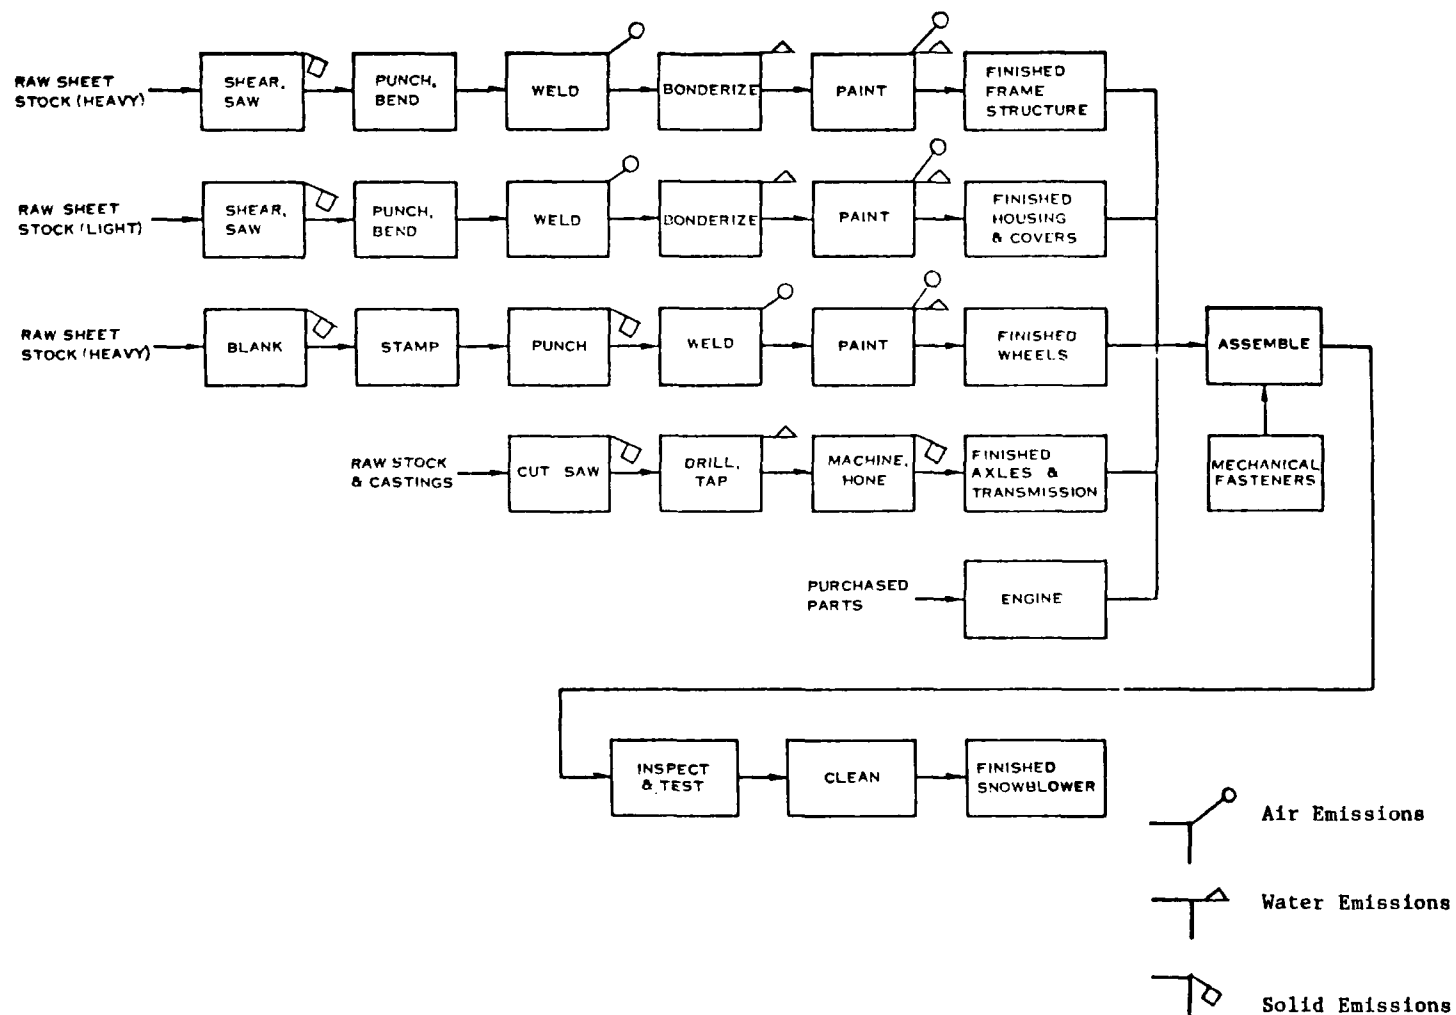 RAW SHEET
STOCK (HEAVY)
SHEAR,
SAW
PUNCH,
BEND
WELD
BONDERIZE
PAINT
FINISHED
FRAME
STRUCTURE
RAW SHEET
STOCK (LIGHT)
SHEAR,
SAW
PUNCH,
BEND
WELD
BONDERIZE
PAINT
FINISHED
HOUSING
& COVERS
RAW SHEET
STOCK (HEAVY)
BLANK
STAMP
PUNCH
WELD
PAINT
FINISHED
WHEELS
ASSEMBLE
RAW STOCK
& CASTINGS
CUT SAW
DRILL,
TAP
MACHINE,
HONE
FINISHED
AXLES &
TRANSMISSION
MECHANICAL
FASTENERS
PURCHASED
PARTS
ENGINE
INSPECT
& TEST
CLEAN
FINISHED
SNOWBLOWER
Air Emissions
Water Emissions
Solid Emissions